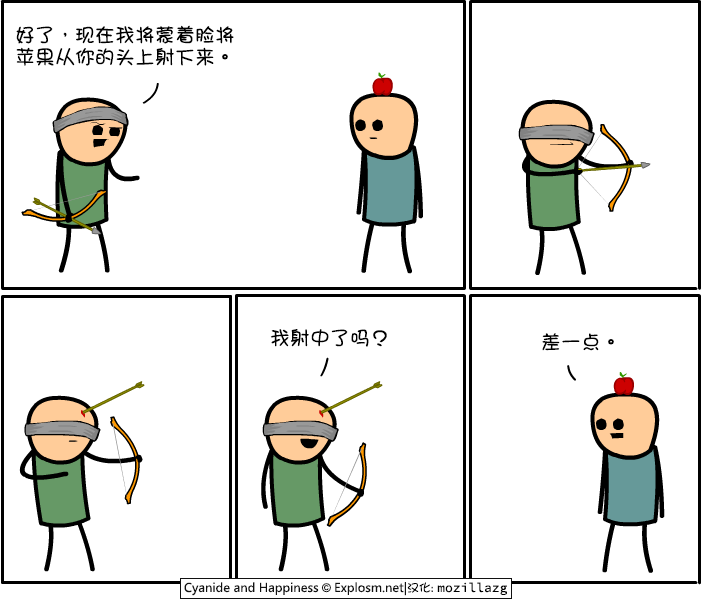 好了，现在我将蒙着脸将
苹果从你的头上射下来。
我射中了吗？
差一点。
Cyanide and Happiness © Explosm.net|汉化: mozillazg